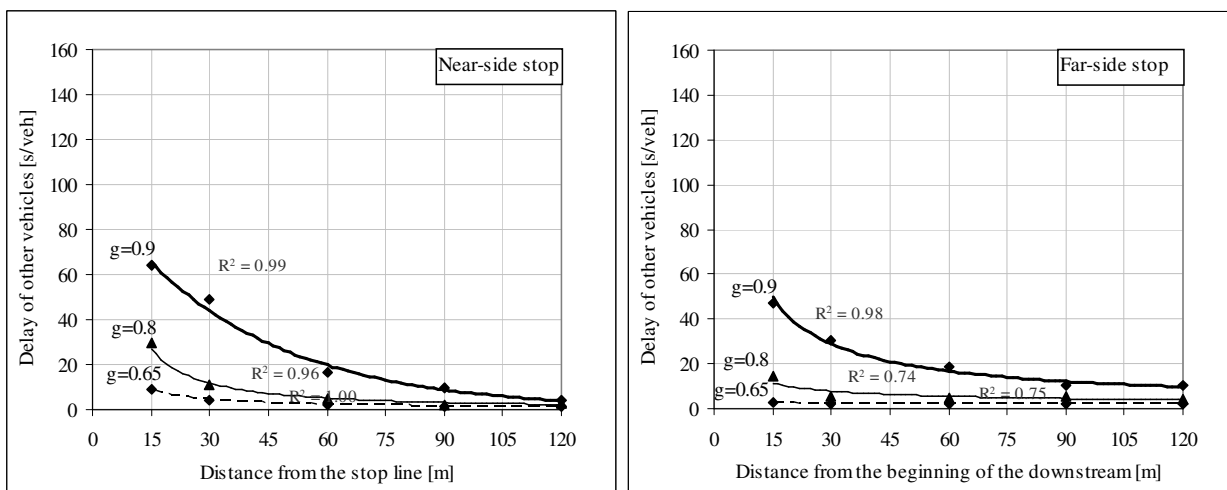 160
140
120
100
80
60
40
20
0
Delay of other vehicles [s/veh]
Near-side stop
g=0.9
R² = 0.99
g=0.8
R² = 0.96
g=0.65
R² = 1.00
0 15 30 45 60 75 90 105 120
Distance from the stop line [m]
160
140
120
100
80
60
40
20
0
Delay of other vehicles [s/veh]
Far-side stop
g=0.9
R² = 0.98
g=0.8
R² = 0.74
g=0.65
R² = 0.75
0 15 30 45 60 75 90 105 120
Distance from the beginning of the downstream [m]